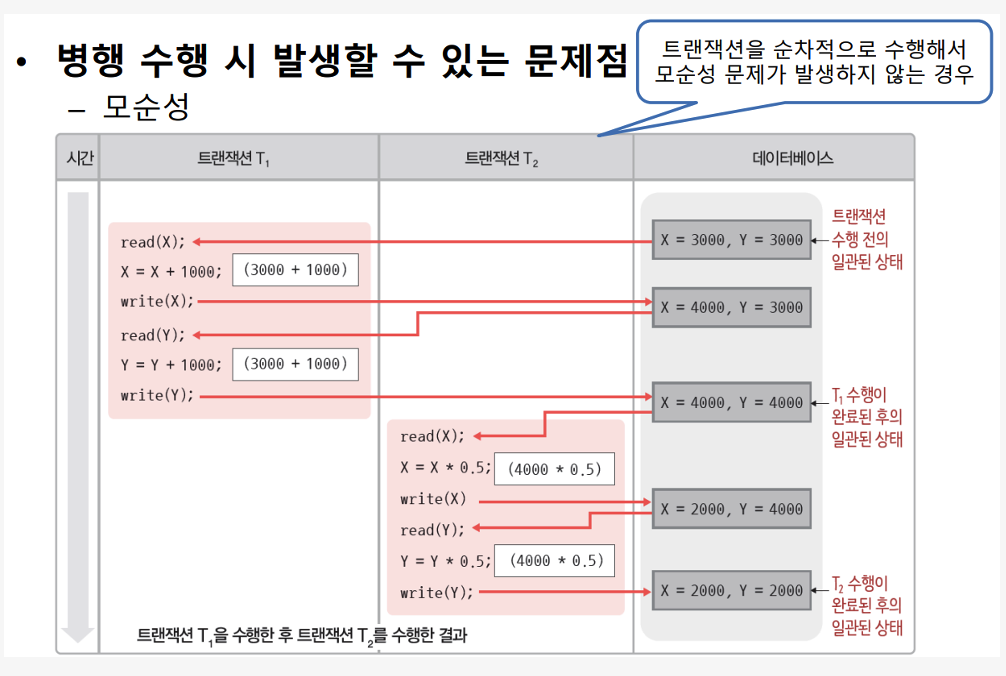 • 병행 수행 시 발생할 수 있는 문제점
트랜잭션을 순차적으로 수행해서
모순성 문제가 발생하지 않는 경우
– 모순성
시간 트랜잭션 T1 트랜잭션 T2 데이터베이스
read(X);
X = X + 1000; (3000 + 1000)
write(X);
read(Y);
Y = Y + 1000; (3000 + 1000)
write(Y);
read(X);
X = X * 0.5; (4000 * 0.5)
write(X)
read(Y);
Y = Y * 0.5; (4000 * 0.5)
write(Y);
X = 3000, Y = 3000
트랜잭션
수행 전의
일관된 상태
X = 4000, Y = 3000
X = 4000, Y = 4000
T1 수행이
완료된 후의
일관된 상태
X = 2000, Y = 4000
X = 2000, Y = 2000
T2 수행이
완료된 후의
일관된 상태
트랜잭션 T1을 수행한 후 트랜잭션 T2를 수행한 결과